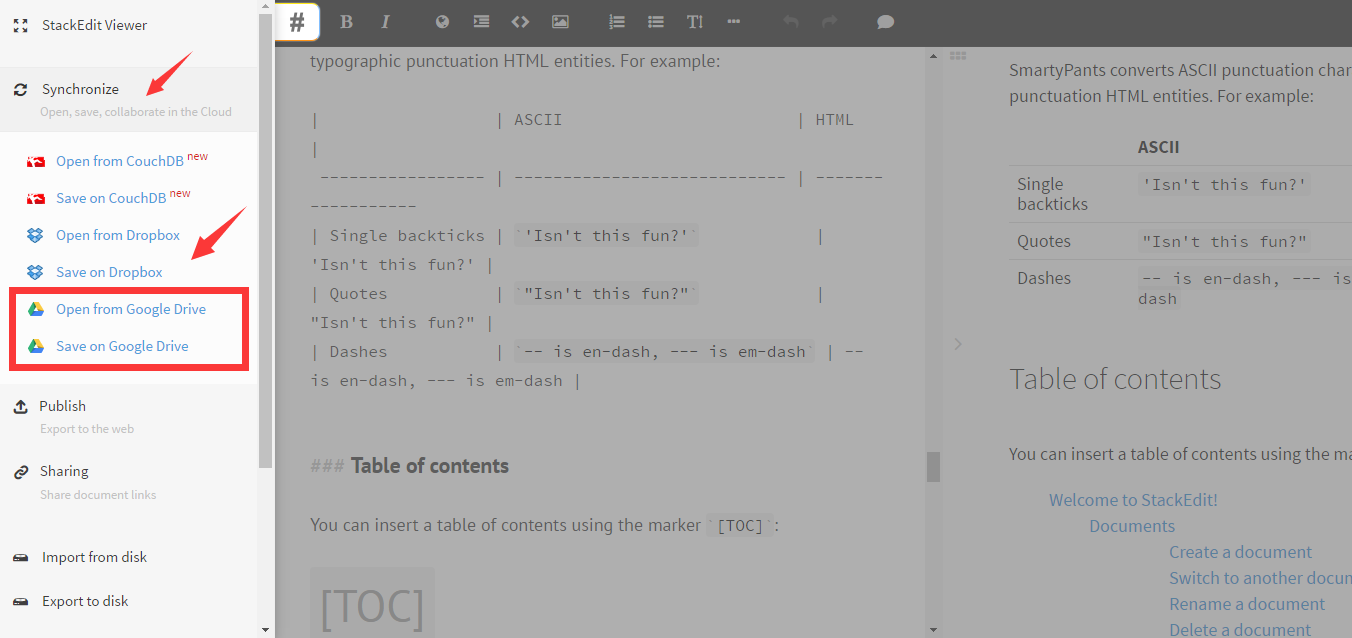 StackEdit Viewer
Synchronize
Open, save, collaborate in the Cloud
Open from CouchDB new
Save on CouchDB new
Open from Dropbox
Save on Dropbox
Open from Google Drive
Save on Google Drive
Publish
Export to the web
Sharing
Share document links
Import from disk
Export to disk
#
B I
typographic punctuation HTML entities. For example:
| | ASCII | HTML
|
----------------- | ---------------------------- | -------
-----------
| Single backticks | `'Isn't this fun?'` |
'Isn't this fun?' |
| Quotes | `"Isn't this fun?"` |
"Isn't this fun?" |
| Dashes | `-- is en-dash, --- is em-dash` | --
is en-dash, --- is em-dash |
### Table of contents
You can insert a table of contents using the marker `[TOC]`:
[TOC]
SmartyPants converts ASCII punctuation char
punctuation HTML entities. For example:
ASCII
Single
backticks
'Isn't this fun?'
Quotes
"Isn't this fun?"
Dashes
-- is en-dash, --- is
dash
Table of contents
You can insert a table of contents using the ma
Welcome to StackEdit!
Documents
Create a document
Switch to another docu
Rename a document
Delete a document